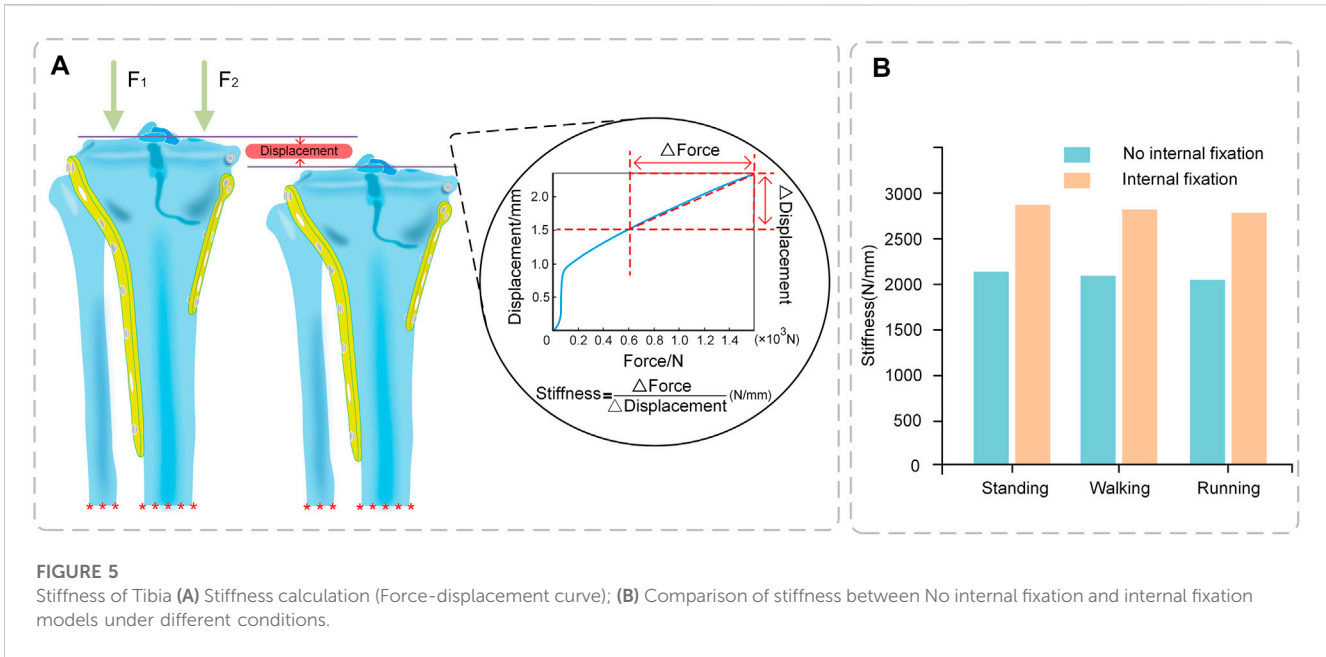 A
F1
F2
Displacement
△Force
△Displacement
Displacement/mm
2.0
1.5
1.0
0.5
0 0.2 0.4 0.6 0.8 1.0 1.2 1.4 (×10³N)
Force/N
Stiffness=△Force/△Displacement(N/mm)
* * * * * * * *
* * * * * * * *
B
No internal fixation
Internal fixation
Stiffness(N/mm)
3000
2500
2000
1500
1000
500
0
Standing Walking Running
FIGURE 5
Stiffness of Tibia (A) Stiffness calculation (Force-displacement curve); (B) Comparison of stiffness between No internal fixation and internal fixation
models under different conditions.